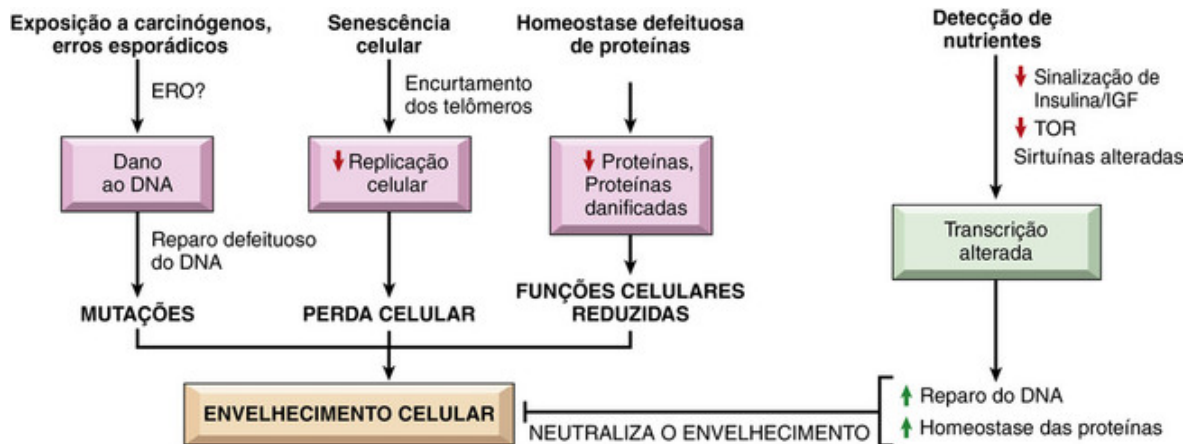 Exposição a carcinógenos,
erros esporádicos
ERO?
Dano
ao DNA
Reparo defeituoso
do DNA
MUTAÇÕES
Senescência
celular
Encurtamento
dos telômeros
Replicação
celular
PERDA CELULAR
Homeostase defeituosa
de proteínas
Proteínas,
Proteínas
danificadas
FUNÇÕES CELULARES
REDUZIDAS
Detecção de
nutrientes
Sinalização de
Insulina/IGF
TOR
Sirtuínas alteradas
Transcrição
alterada
Reparo do DNA
Homeostase das proteínas
NEUTRALIZA O ENVELHECIMENTO
ENVELHECIMENTO CELULAR